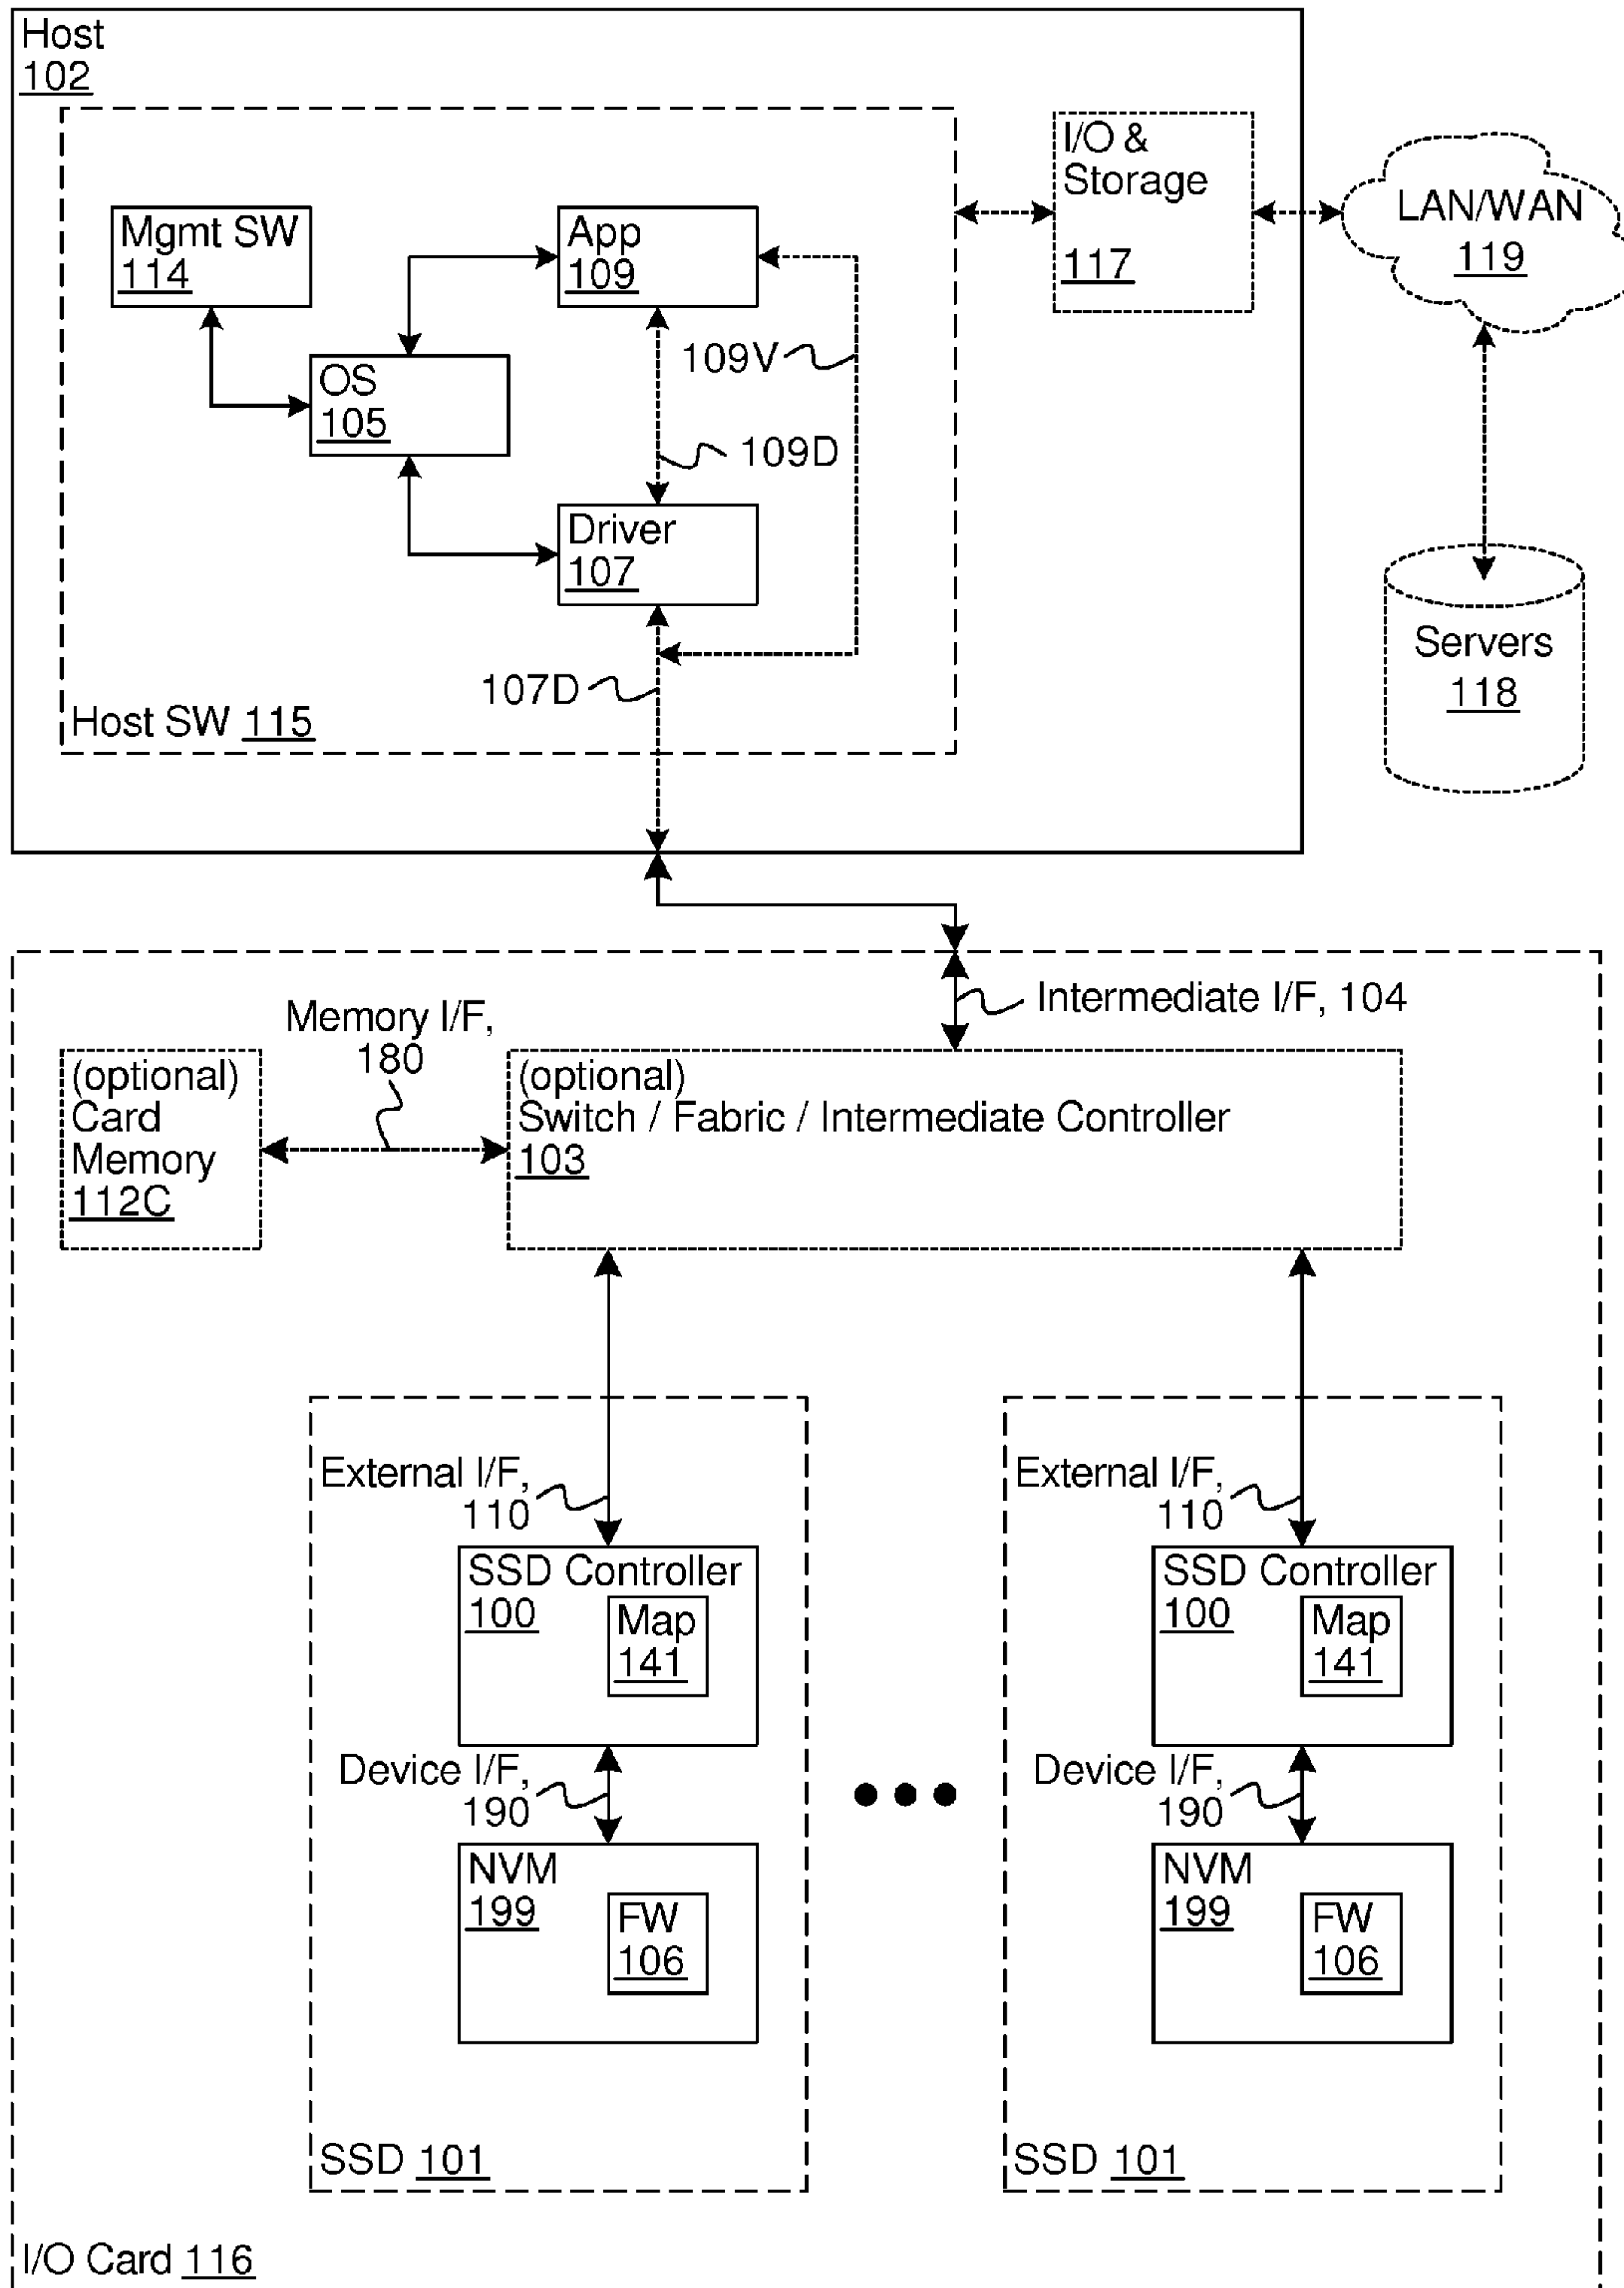 Host
102
I/O &
Storage
117
LAN/WAN
119
Mgmt SW
114
App
109
OS
105
109V
109D
Driver
107
107D
Host SW 115
Servers
118
Intermediate I/F, 104
Memory I/F,
180
(optional)
Card
Memory
112C
(optional)
Switch / Fabric / Intermediate Controller
103
External I/F,
110
SSD Controller
100
Map
141
Device I/F,
190
NVM
199
FW
106
SSD 101
External I/F,
110
SSD Controller
100
Map
141
Device I/F,
190
NVM
199
FW
106
SSD 101
I/O Card 116